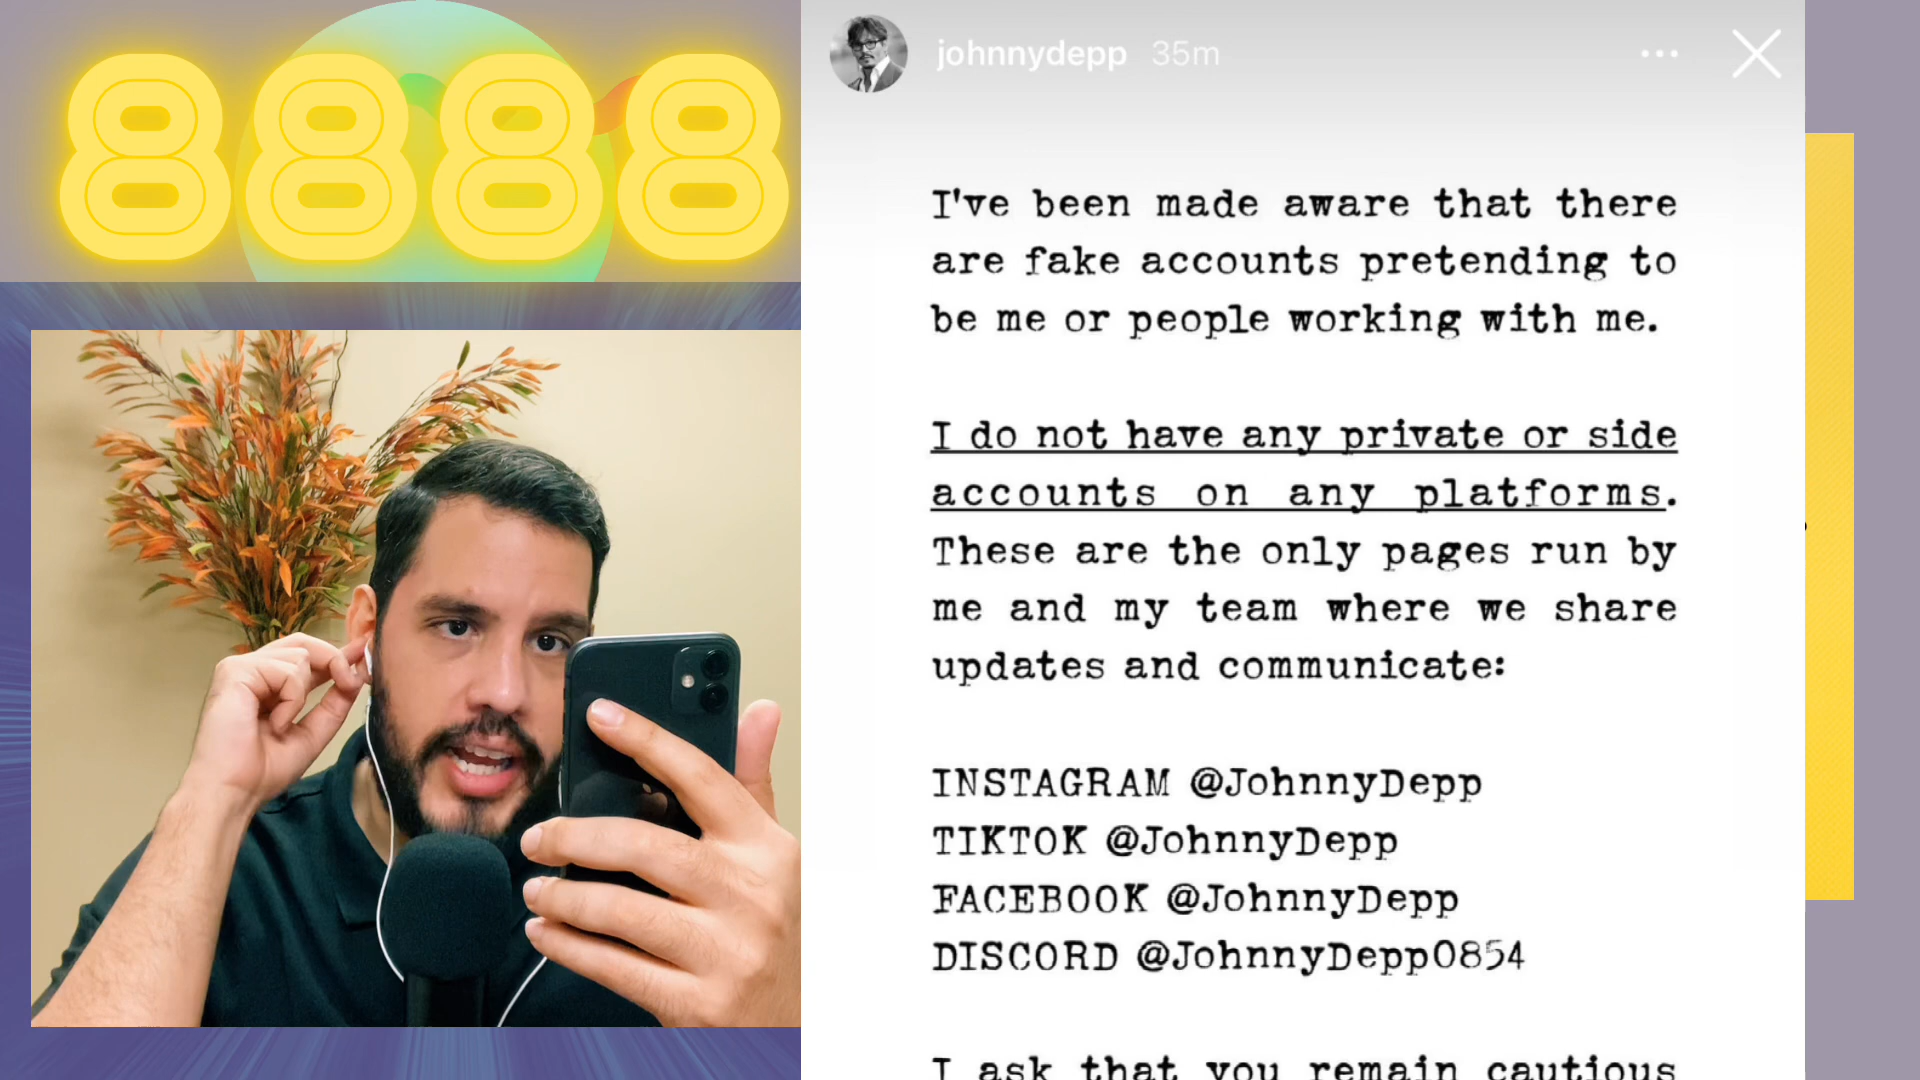 8888
johnnydepp 35m
I've been made aware that there
are fake accounts pretending to
be me or people working with me.
I do not have any private or side
accounts on any platforms.
These are the only pages run by
me and my team where we share
updates and communicate:
INSTAGRAM @JohnnyDepp
TIKTOK @JohnnyDepp
FACEBOOK @JohnnyDepp
DISCORD @JohnnyDepp0854
I ask that you remain cautious